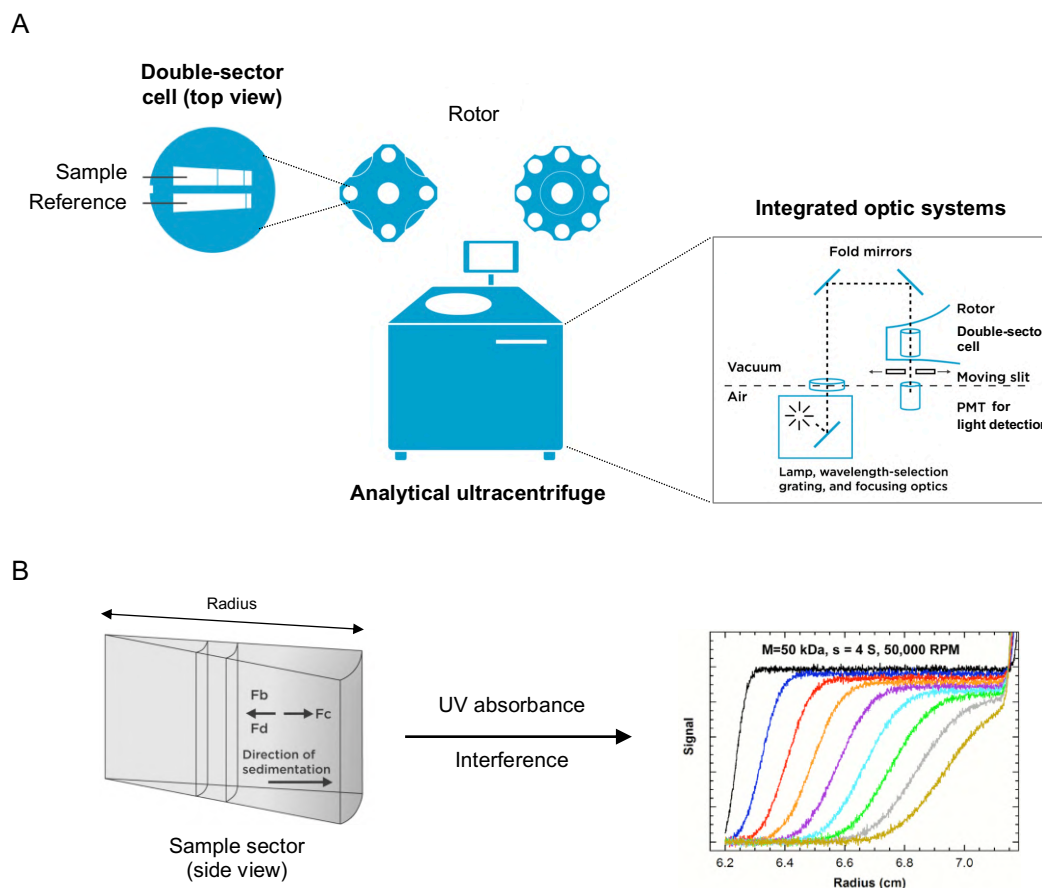 A
Double-sector
cell (top view)
Rotor
Sample
Reference
Integrated optic systems
Fold mirrors
Rotor
Double-sector
cell
Vacuum
Moving slit
Air
PMT for
light detection
Lamp, wavelength-selection
grating, and focusing optics
Analytical ultracentrifuge
B
Radius
Fb
Fc
Fd
Direction of
sedimentation
Sample sector
(side view)
UV absorbance
Interference
M=50 kDa, s = 4 S, 50,000 RPM
Signal
6.2 6.4 6.6 6.8 7.0
Radius (cm)